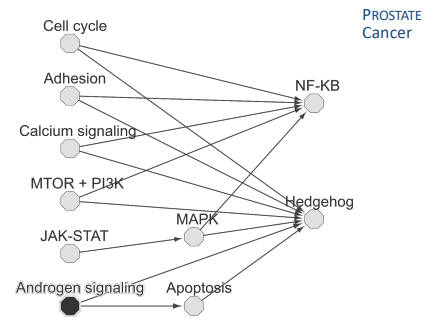 PROSTATE
Cancer
Cell cycle
NF-KB
Adhesion
Calcium signaling
MTOR + PI3K
Hedgehog
MAPK
JAK-STAT
Androgen signaling
Apoptosis